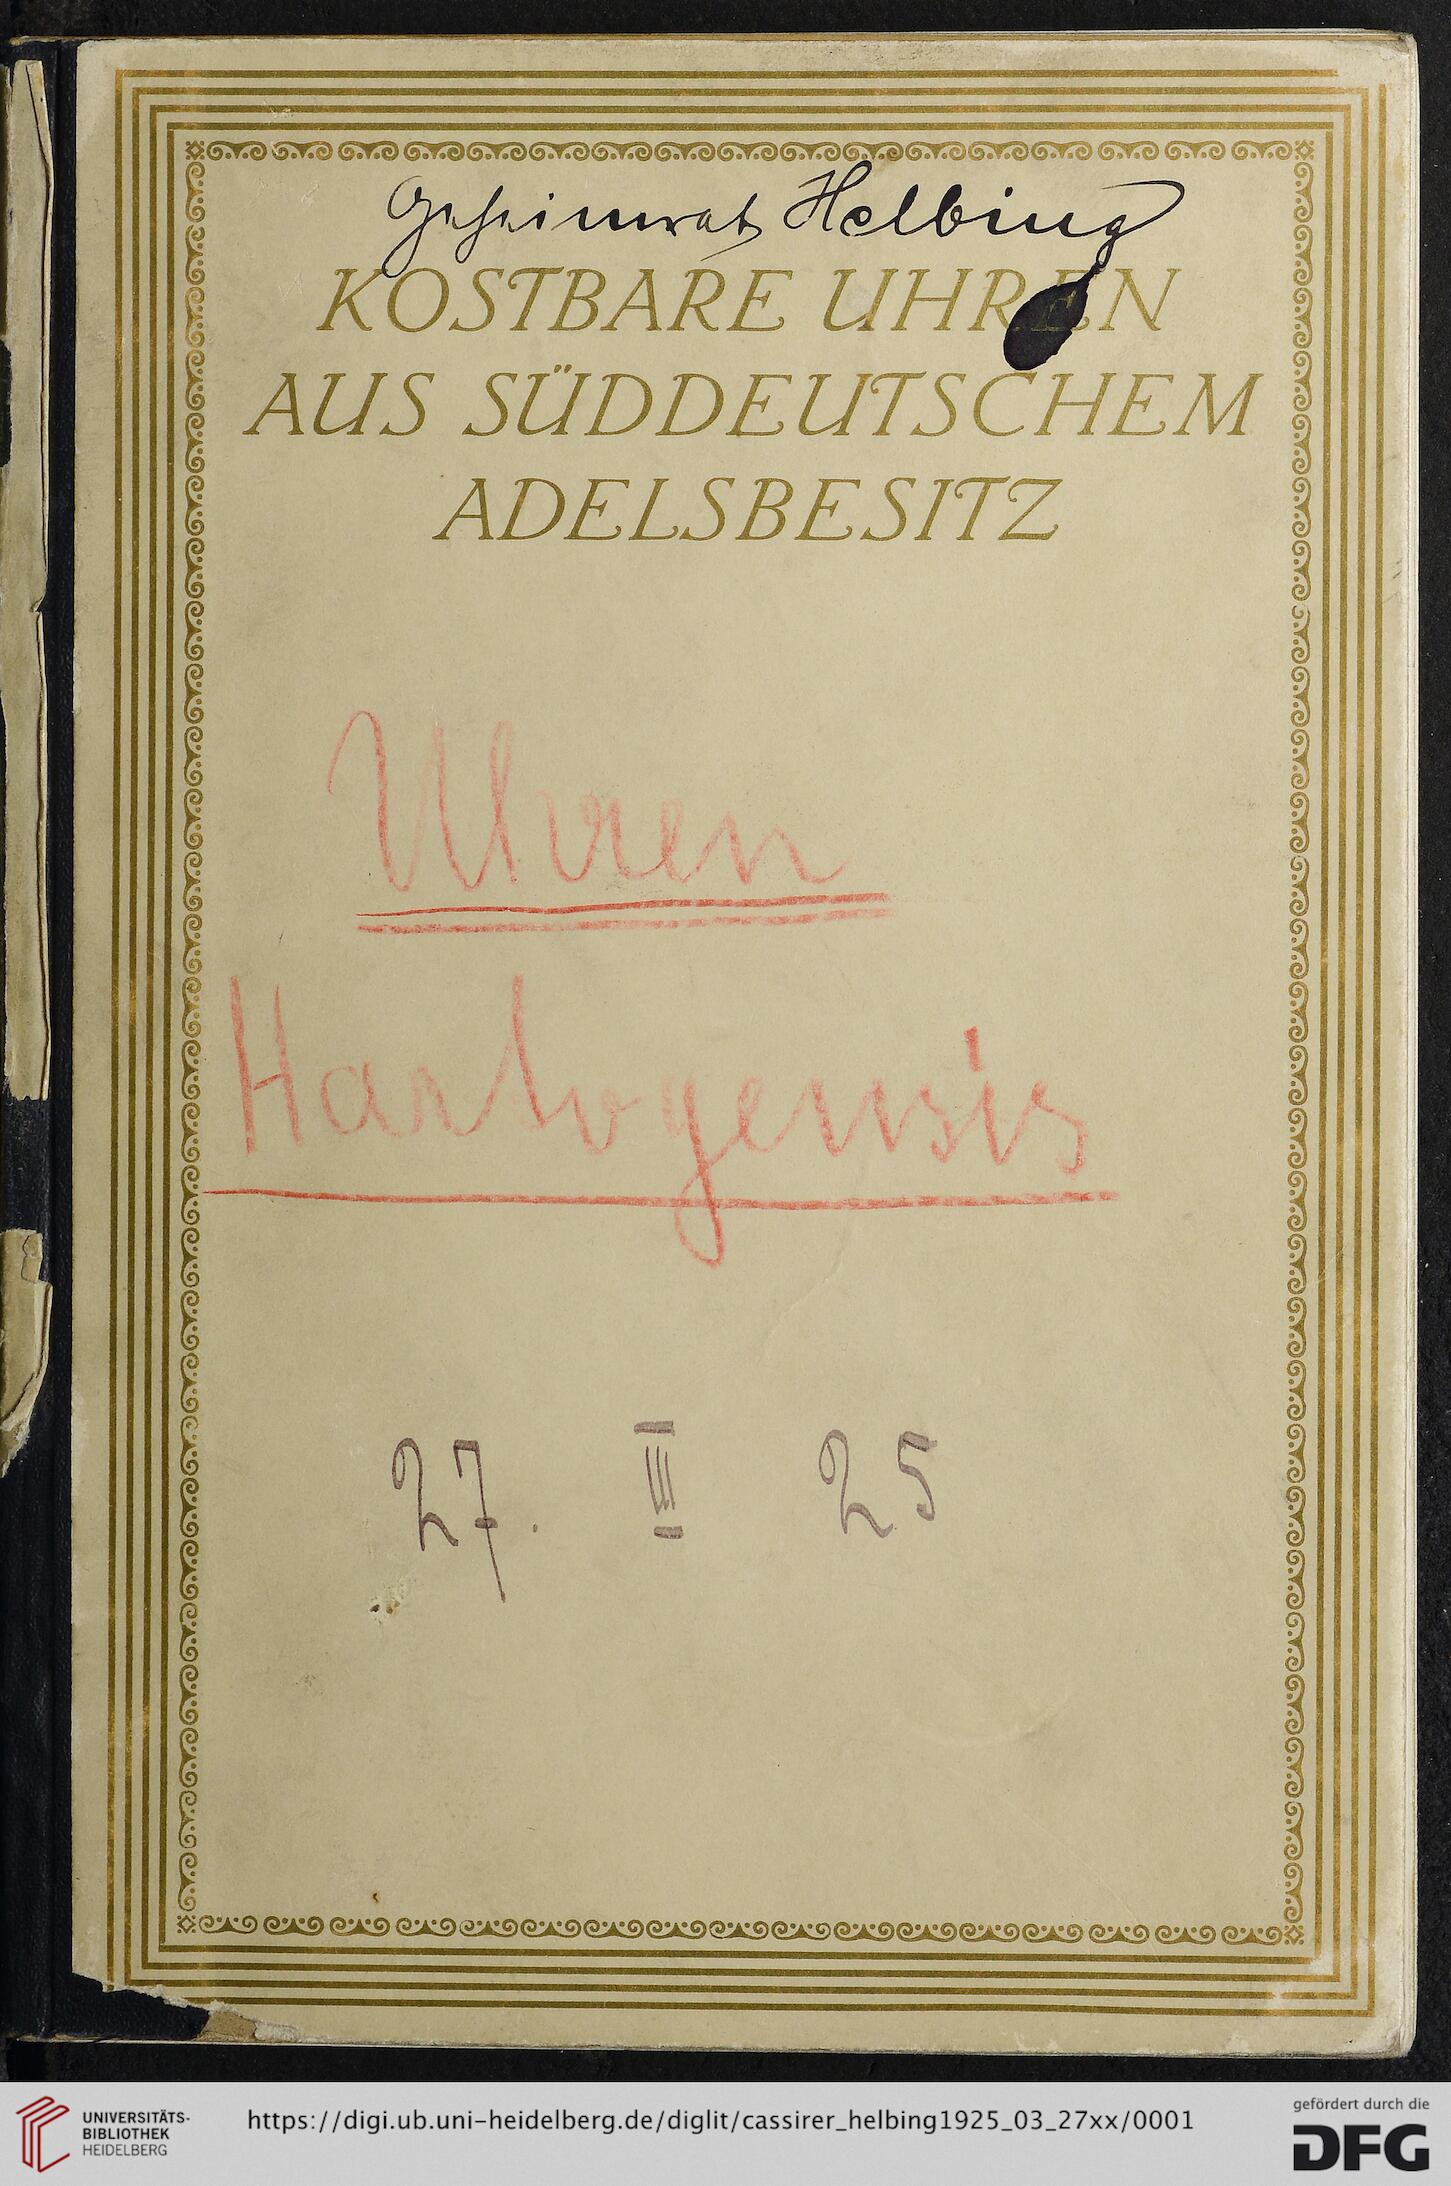 Geheimrat Helbing
KOSTBARE UHREN
AUS SÜDDEUTSCHEM
ADELSBESITZ
Uhren
27. III 25
UNIVERSITÄTS-
BIBLIOTHEK
HEIDELBERG
https://digi.ub.uni-heidelberg.de/diglit/cassirer_helbing1925_03_27xx/0001
gefördert durch die
DFG